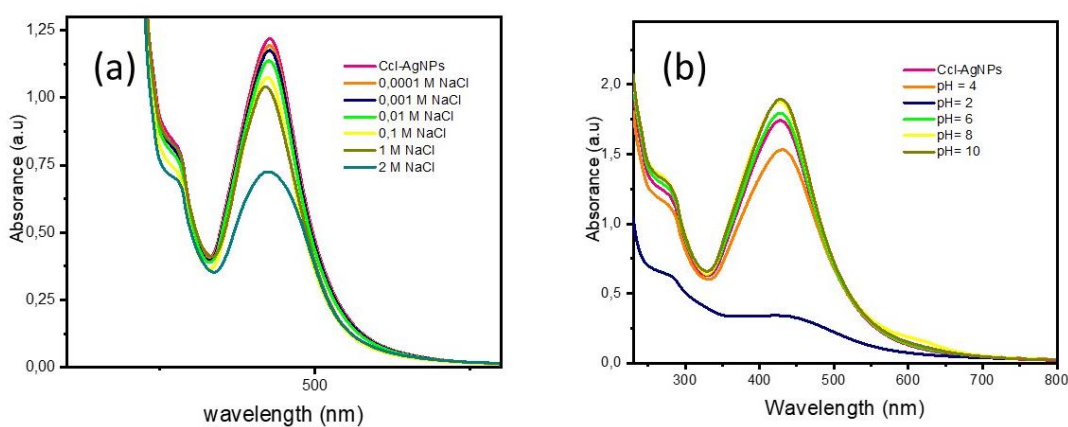 (a)
1,25
1,00
0,75
0,50
0,25
0,00
Absorance (a.u)
500
wavelength (nm)
Ccl-AgNPs
0,0001 M NaCl
0,001 M NaCl
0,01 M NaCl
0,1 M NaCl
1 M NaCl
2 M NaCl
(b)
2,0
1,5
1,0
0,5
0,0
Absorance (a.u)
300
400
500
600
700
800
Wavelength (nm)
Ccl-AgNPs
pH = 4
pH= 2
pH = 6
pH = 8
pH= 10